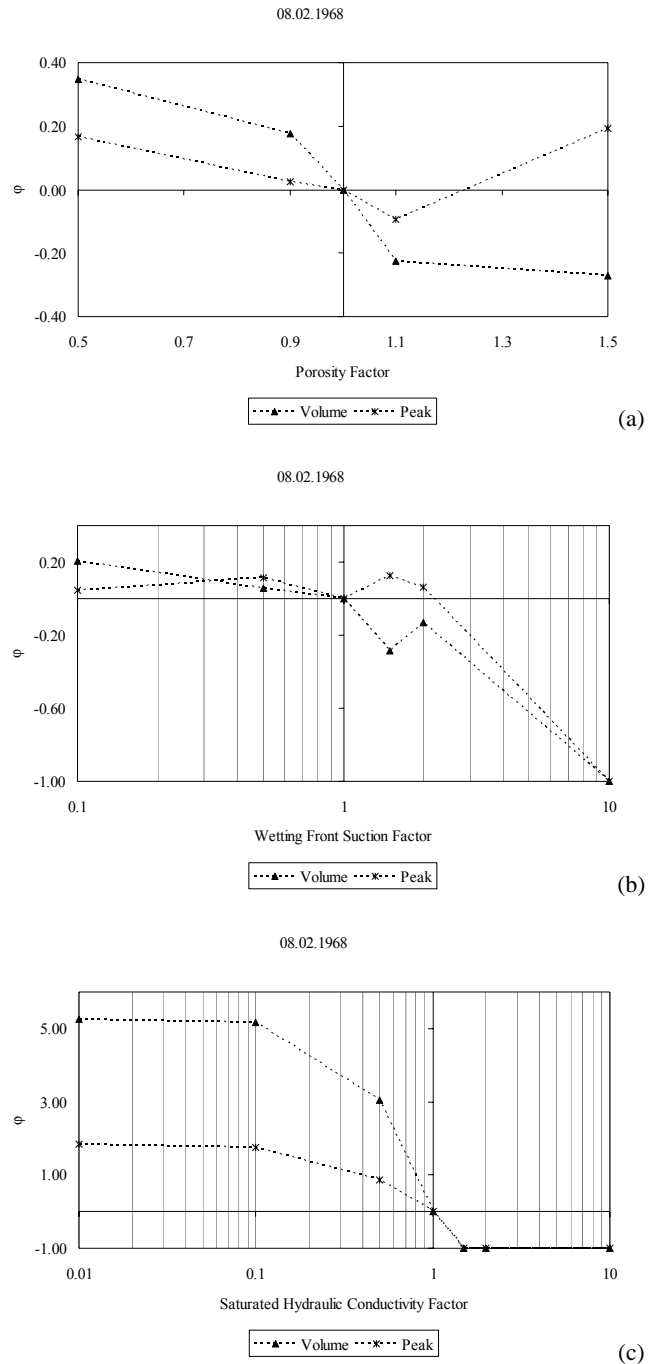 08.02.1968
0.40
0.20
0.00
-0.20
-0.40
φ
0.5 0.7 0.9 1.1 1.3 1.5
Porosity Factor
Volume Peak
(a)
08.02.1968
0.20
-0.20
-0.60
-1.00
φ
0.1 1 10
Wetting Front Suction Factor
Volume Peak
(b)
08.02.1968
5.00
3.00
1.00
-1.00
φ
0.01 0.1 1 10
Saturated Hydraulic Conductivity Factor
Volume Peak
(c)